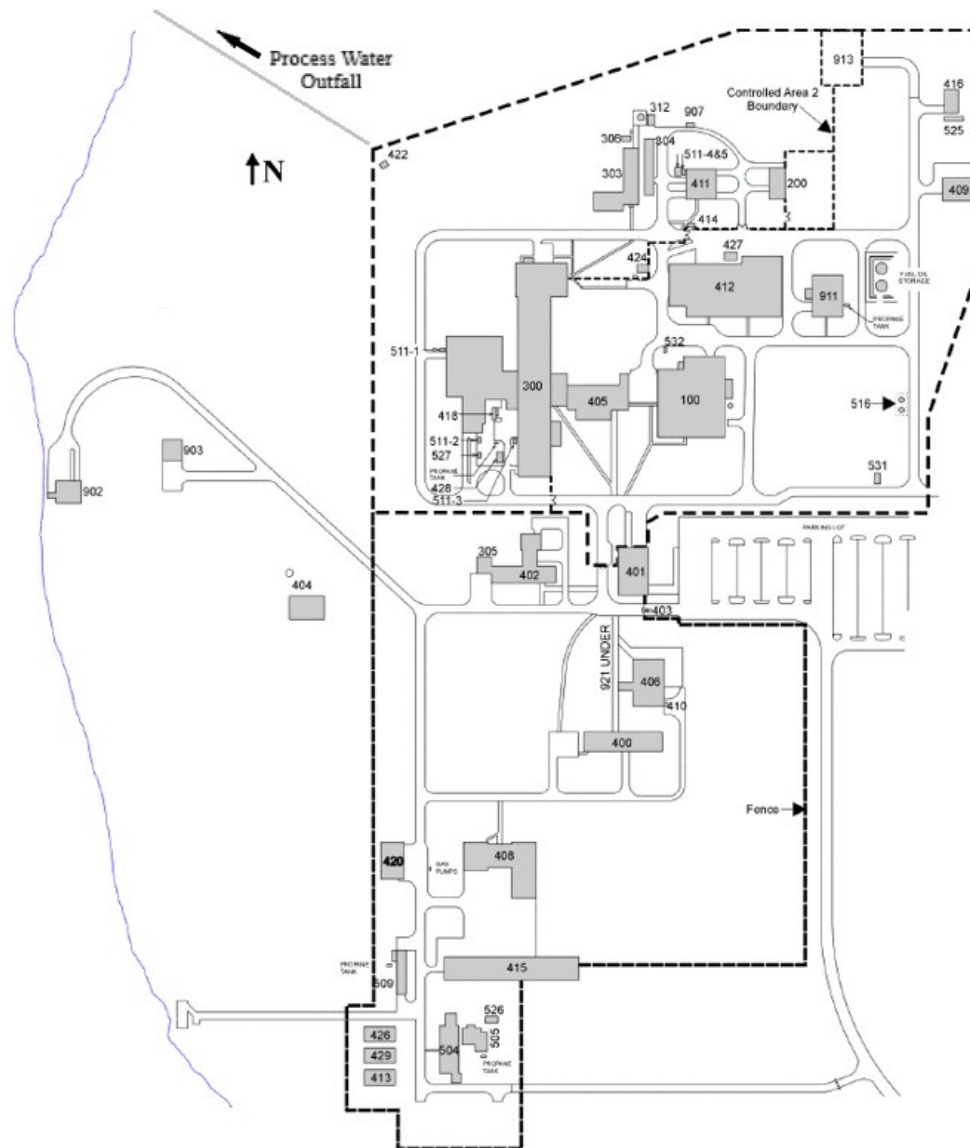 Process Water
Outfall
N
913
416
525
Controlled Area 2
Boundary
312
907
306
304
511-4&5
422
303
411
200
409
414
427
424
412
911
FUEL OIL
STORAGE
PROPANE
TANK
511-1
532
300
405
100
418
516
903
511-2
527
PROPANE
TANK
428
531
902
511-3
PARKING LOT
305
402
401
404
403
921 UNDER
406
410
400
Fence
420
408
GAS
PUMPS
PROPANE
TANK
415
509
526
505
426
504
429
PROPANE
TANK
413